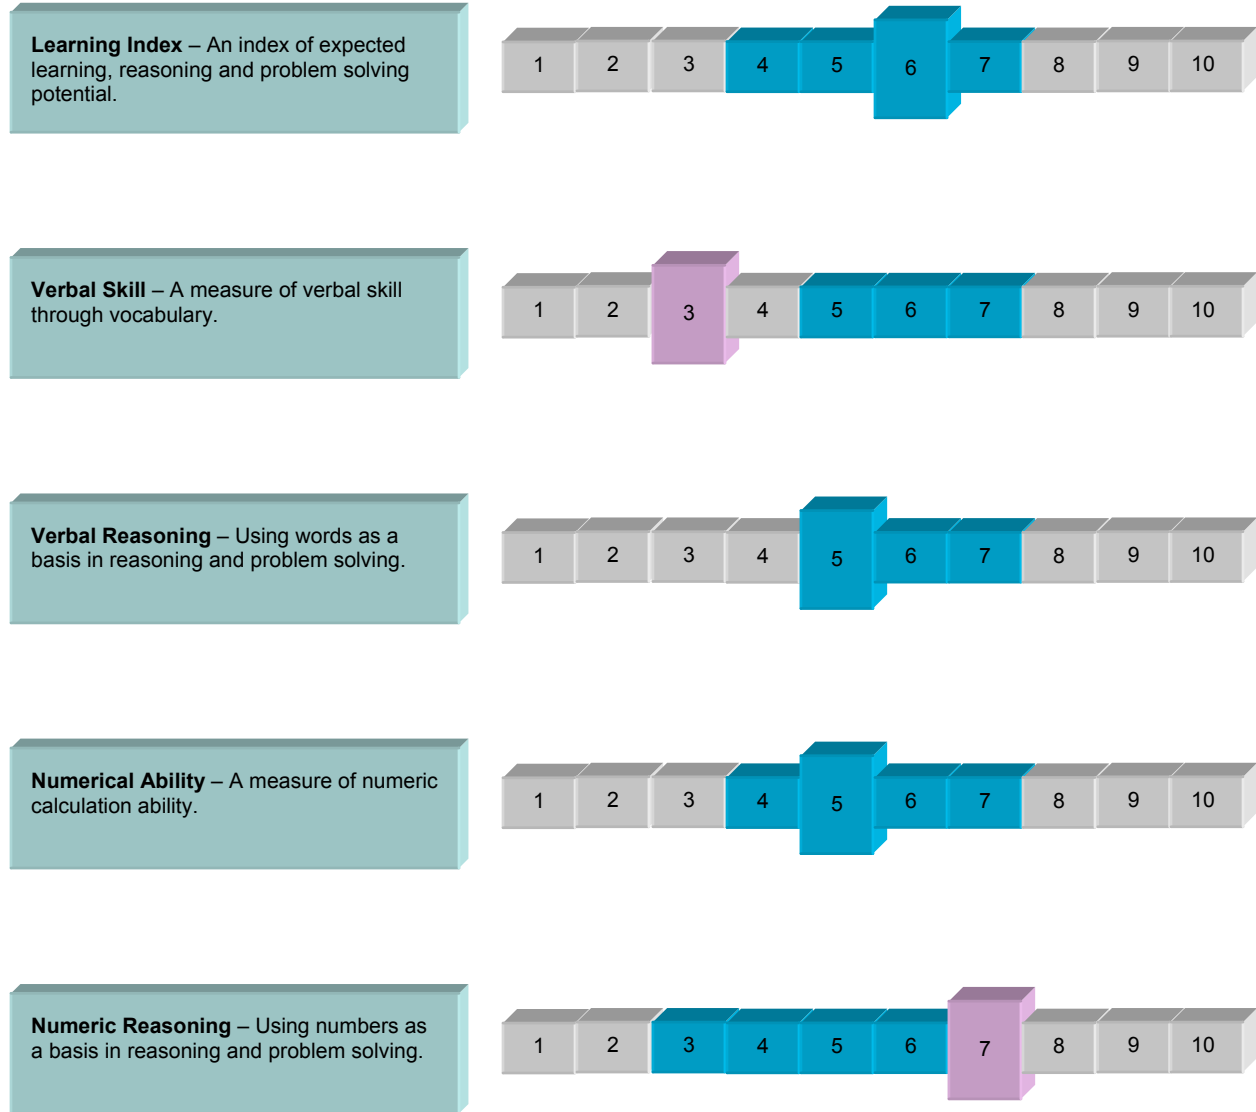 Learning Index – An index of expected
learning, reasoning and problem solving
potential.
1 2 3 4 5 6 7 8 9 10
Verbal Skill – A measure of verbal skill
through vocabulary.
1 2 3 4 5 6 7 8 9 10
Verbal Reasoning – Using words as a
basis in reasoning and problem solving.
1 2 3 4 5 6 7 8 9 10
Numerical Ability – A measure of numeric
calculation ability.
1 2 3 4 5 6 7 8 9 10
Numeric Reasoning – Using numbers as
a basis in reasoning and problem solving.
1 2 3 4 5 6 7 8 9 10